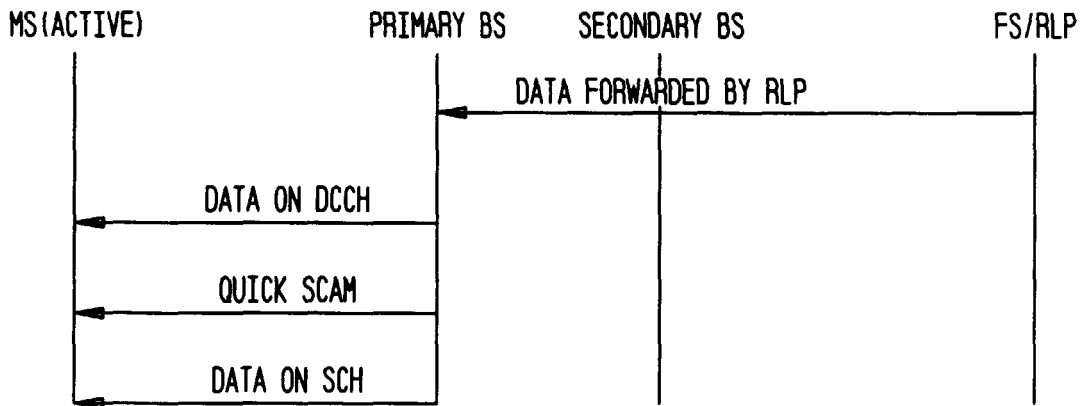 MS(ACTIVE) PRIMARY BS SECONDARY BS FS/RLP
DATA FORWARDED BY RLP
DATA ON DCCH
QUICK SCAM
DATA ON SCH